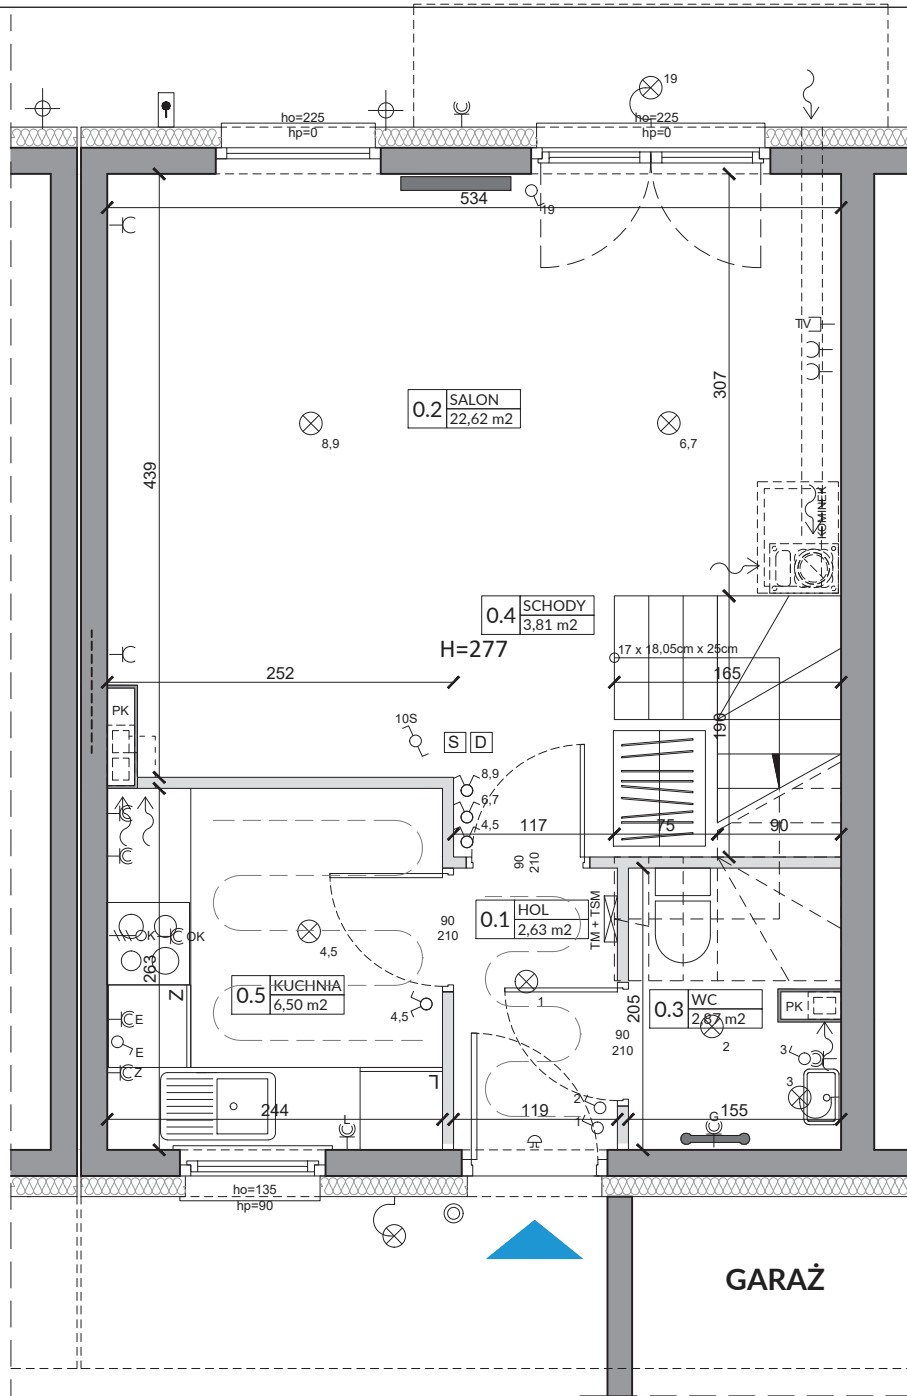 19
ho=225
hp=0
ho=225
hp=0
534
19
TV
307
0.2 SALON
22,62 m2
8,9
6,7
439
KOMINEK
0.4 SCHODY
3,81 m2
H=277
17 x 18,05cm x 25cm
252
165
PK
196
10S
S D
8,9
6,7
4,5
117
75
90
90
210
TM + TSM
0.1 HOL
2,63 m2
90
210
OK
OK
4,5
263
Z
0.5 KUCHNIA
6,50 m2
4,5
1
205
0.3 WC
2,87 m2
PK
2
90
210
E
E
Z
3
3
244
L
119
2
1
G
155
ho=135
hp=90
GARAŻ